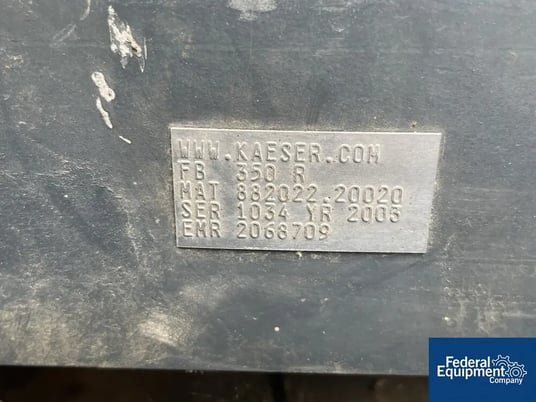 WWW.KAESER.COM
FB 350 R
MAT 882022.20020
SER 1034 YR 2005
EMR 2068709
Federal
Equipment
Company